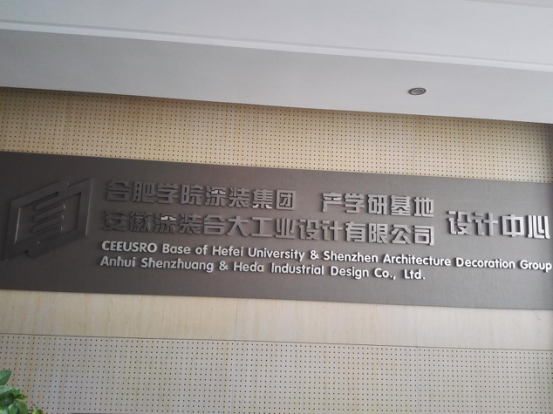 合肥学院深装集团 产学研基地
安徽深装合大工业设计有限公司
设计中心
CEEUSRO Base of Hefei University & Shenzhen Architecture Decoration Group
Anhui Shenzhuang & Heda Industrial Design Co., Ltd.